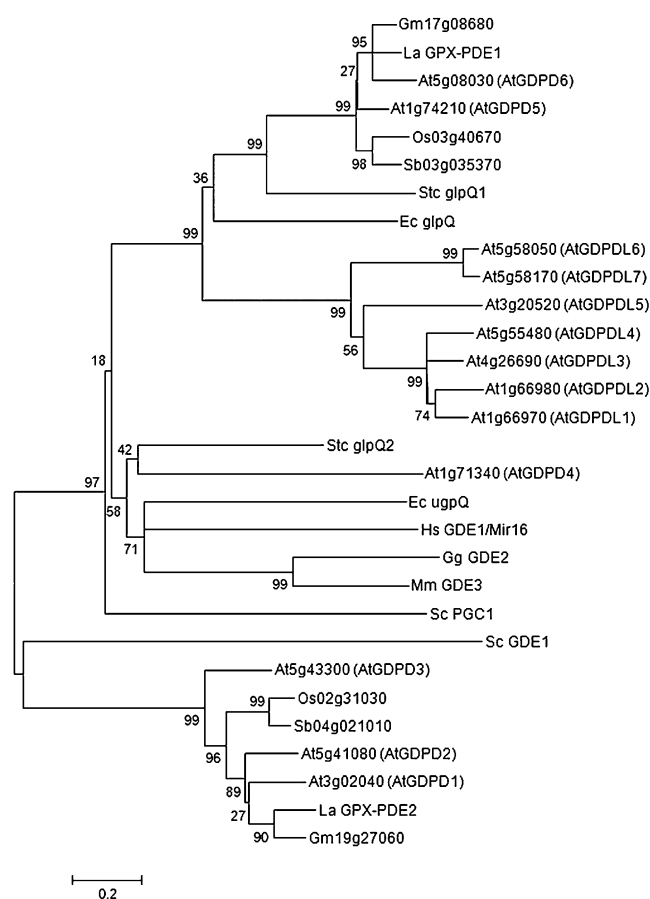 Gm17g08680
95
La GPX-PDE1
27
At5g08030 (AtGDPD6)
99
At1g74210 (AtGDPD5)
Os03g40670
99
98
Sb03g035370
36
Stc glpQ1
Ec glpQ
99
At5g58050 (AtGDPDL6)
99
At5g58170 (AtGDPDL7)
At3g20520 (AtGDPDL5)
99
At5g55480 (AtGDPDL4)
56
At4g26690 (AtGDPDL3)
18
99
At1g66980 (AtGDPDL2)
74
At1g66970 (AtGDPDL1)
Stc glpQ2
42
At1g71340 (AtGDPD4)
97
Ec ugpQ
58
Hs GDE1/Mir16
71
Gg GDE2
99
Mm GDE3
Sc PGC1
Sc GDE1
At5g43300 (AtGDPD3)
99
Os02g31030
99
Sb04g021010
96
At5g41080 (AtGDPD2)
At3g02040 (AtGDPD1)
89
La GPX-PDE2
27
90
Gm19g27060
0.2